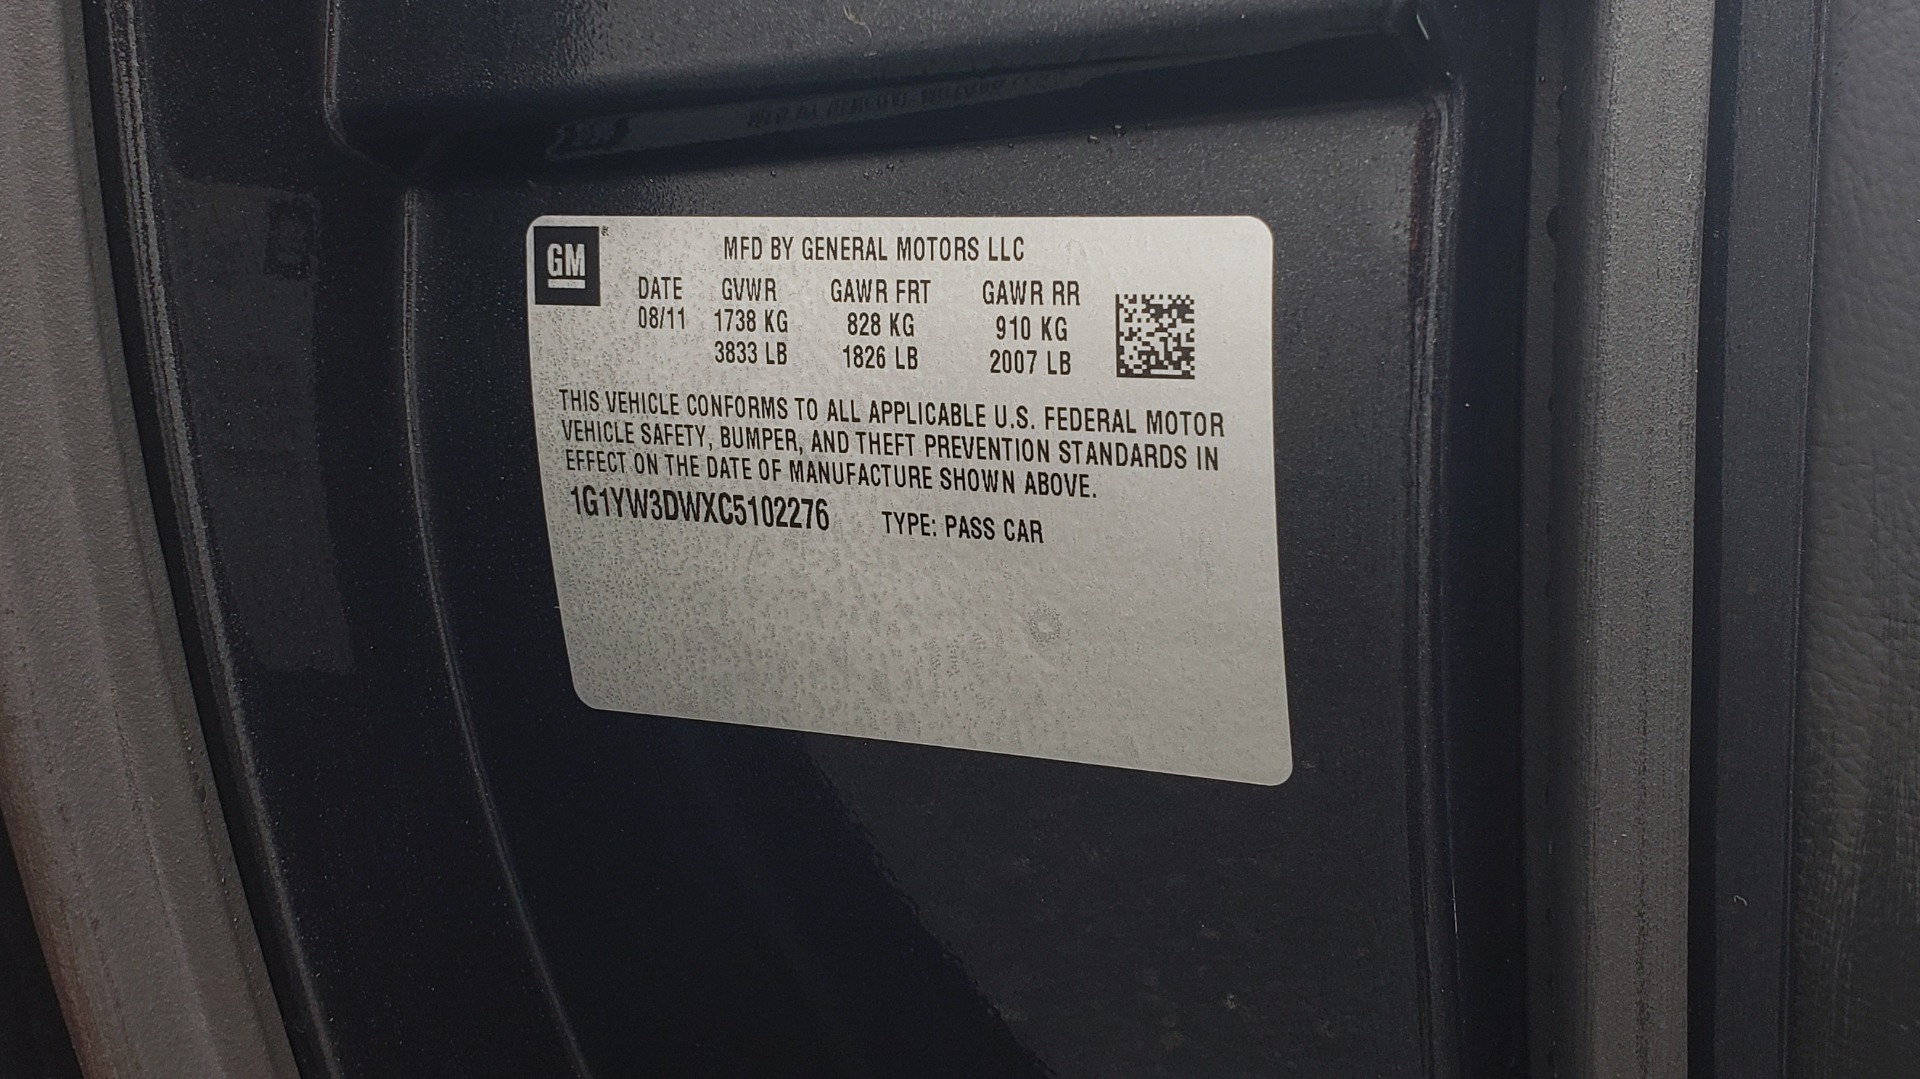 GM
MFD BY GENERAL MOTORS LLC
DATE GVWR GAWR FRT GAWR RR
08/11 1738 KG 828 KG 910 KG
3833 LB 1826 LB 2007 LB
THIS VEHICLE CONFORMS TO ALL APPLICABLE U.S. FEDERAL MOTOR
VEHICLE SAFETY, BUMPER, AND THEFT PREVENTION STANDARDS IN
EFFECT ON THE DATE OF MANUFACTURE SHOWN ABOVE.
1G1YW3DWXC5102276 TYPE: PASS CAR